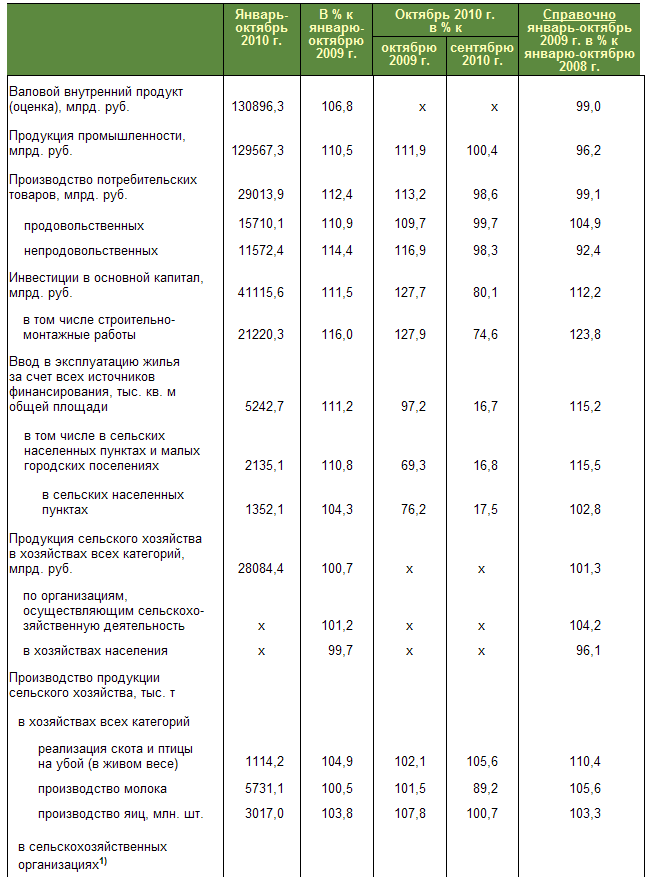 Январь-
октябрь
2010 г.
В % к
январю-
октябрю
2009 г.
Октябрь 2010 г.
в % к
октябрю
2009 г.
сентябрю
2010 г.
Справочно
январь-октябрь
2009 г. в % к
январю-октябрю
2008 г.
Валовой внутренний продукт
(оценка), млрд. руб. 130896,3 106,8 x x 99,0
Продукция промышленности,
млрд. руб. 129567,3 110,5 111,9 100,4 96,2
Производство потребительских
товаров, млрд. руб. 29013,9 112,4 113,2 98,6 99,1
продовольственных 15710,1 110,9 109,7 99,7 104,9
непродовольственных 11572,4 114,4 116,9 98,3 92,4
Инвестиции в основной капитал,
млрд. руб. 41115,6 111,5 127,7 80,1 112,2
в том числе строительно-
монтажные работы 21220,3 116,0 127,9 74,6 123,8
Ввод в эксплуатацию жилья
за счет всех источников
финансирования, тыс. кв. м
общей площади 5242,7 111,2 97,2 16,7 115,2
в том числе в сельских
населенных пунктах и малых
городских поселениях 2135,1 110,8 69,3 16,8 115,5
в сельских населенных
пунктах 1352,1 104,3 76,2 17,5 102,8
Продукция сельского хозяйства
в хозяйствах всех категорий,
млрд. руб. 28084,4 100,7 x x 101,3
по организациям,
осуществляющим сельскохо-
зяйственную деятельность x 101,2 x x 104,2
в хозяйствах населения x 99,7 x x 96,1
Производство продукции
сельского хозяйства, тыс. т
в хозяйствах всех категорий
реализация скота и птицы
на убой (в живом весе) 1114,2 104,9 102,1 105,6 110,4
производство молока 5731,1 100,5 101,5 89,2 105,6
производство яиц, млн. шт. 3017,0 103,8 107,8 100,7 103,3
в сельскохозяйственных
организациях1)